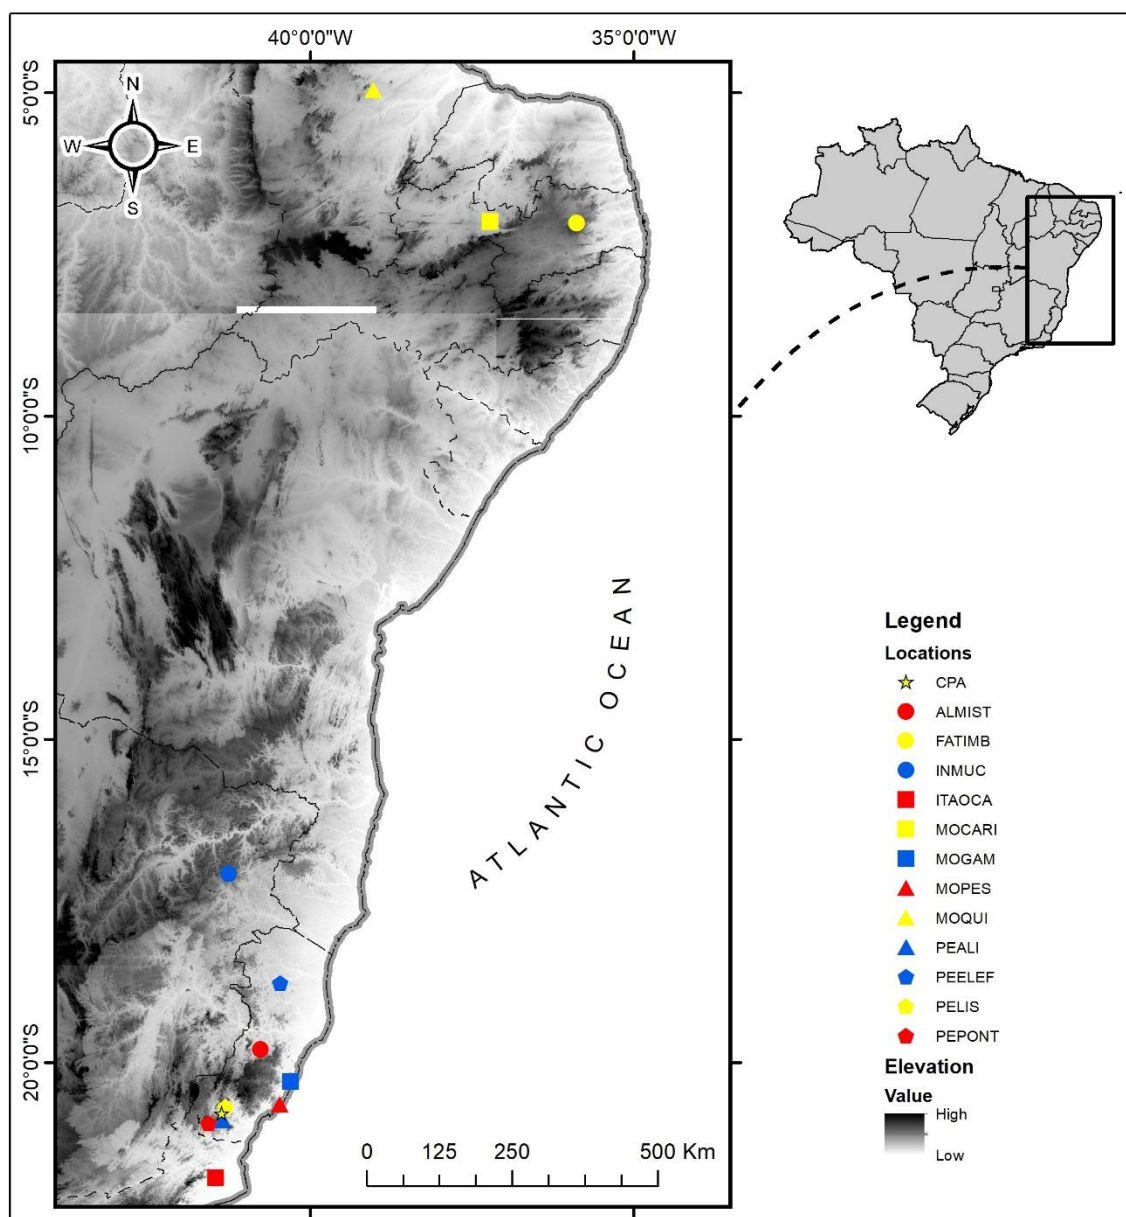 40°0'0"W 35°0'0"W
5°0'0"S
N
W E
S
10°0'0"S
15°0'0"S
20°0'0"S
ATLANTIC OCEAN
0 125 250 500 Km
Legend
Locations
CPA
ALMIST
FATIMB
INMUC
ITAOCA
MOCARI
MOGAM
MOPES
MOQUI
PEALI
PEELEF
PELIS
PEPONT
Elevation
Value
High
Low